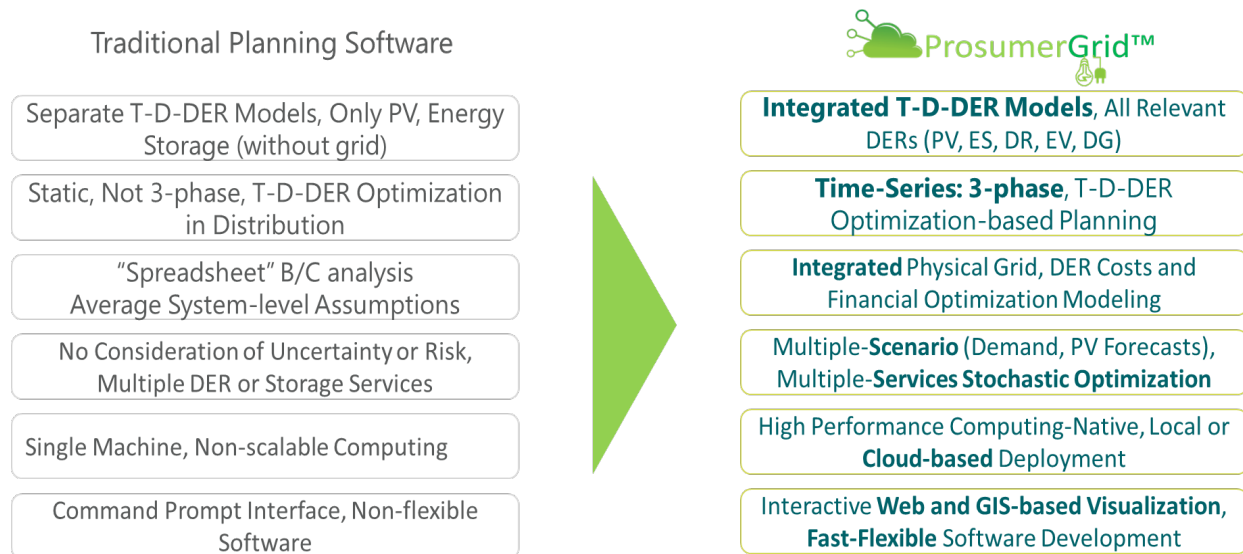 Traditional Planning Software
ProsumerGrid™
Separate T-D-DER Models, Only PV, Energy
Storage (without grid)
Integrated T-D-DER Models, All Relevant
DERs (PV, ES, DR, EV, DG)
Static, Not 3-phase, T-D-DER Optimization
in Distribution
Time-Series: 3-phase, T-D-DER
Optimization-based Planning
“Spreadsheet” B/C analysis
Average System-level Assumptions
Integrated Physical Grid, DER Costs and
Financial Optimization Modeling
No Consideration of Uncertainty or Risk,
Multiple DER or Storage Services
Multiple-Scenario (Demand, PV Forecasts),
Multiple-Services Stochastic Optimization
Single Machine, Non-scalable Computing
High Performance Computing-Native, Local or
Cloud-based Deployment
Command Prompt Interface, Non-flexible
Software
Interactive Web and GIS-based Visualization,
Fast-Flexible Software Development